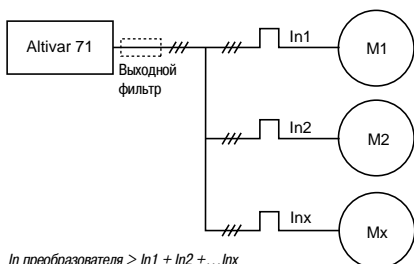 Altivar 71
Выходной
фильтр
In1
M1
In2
M2
Inx
Mx
In преобразователя > In1 + In2 +…Inx